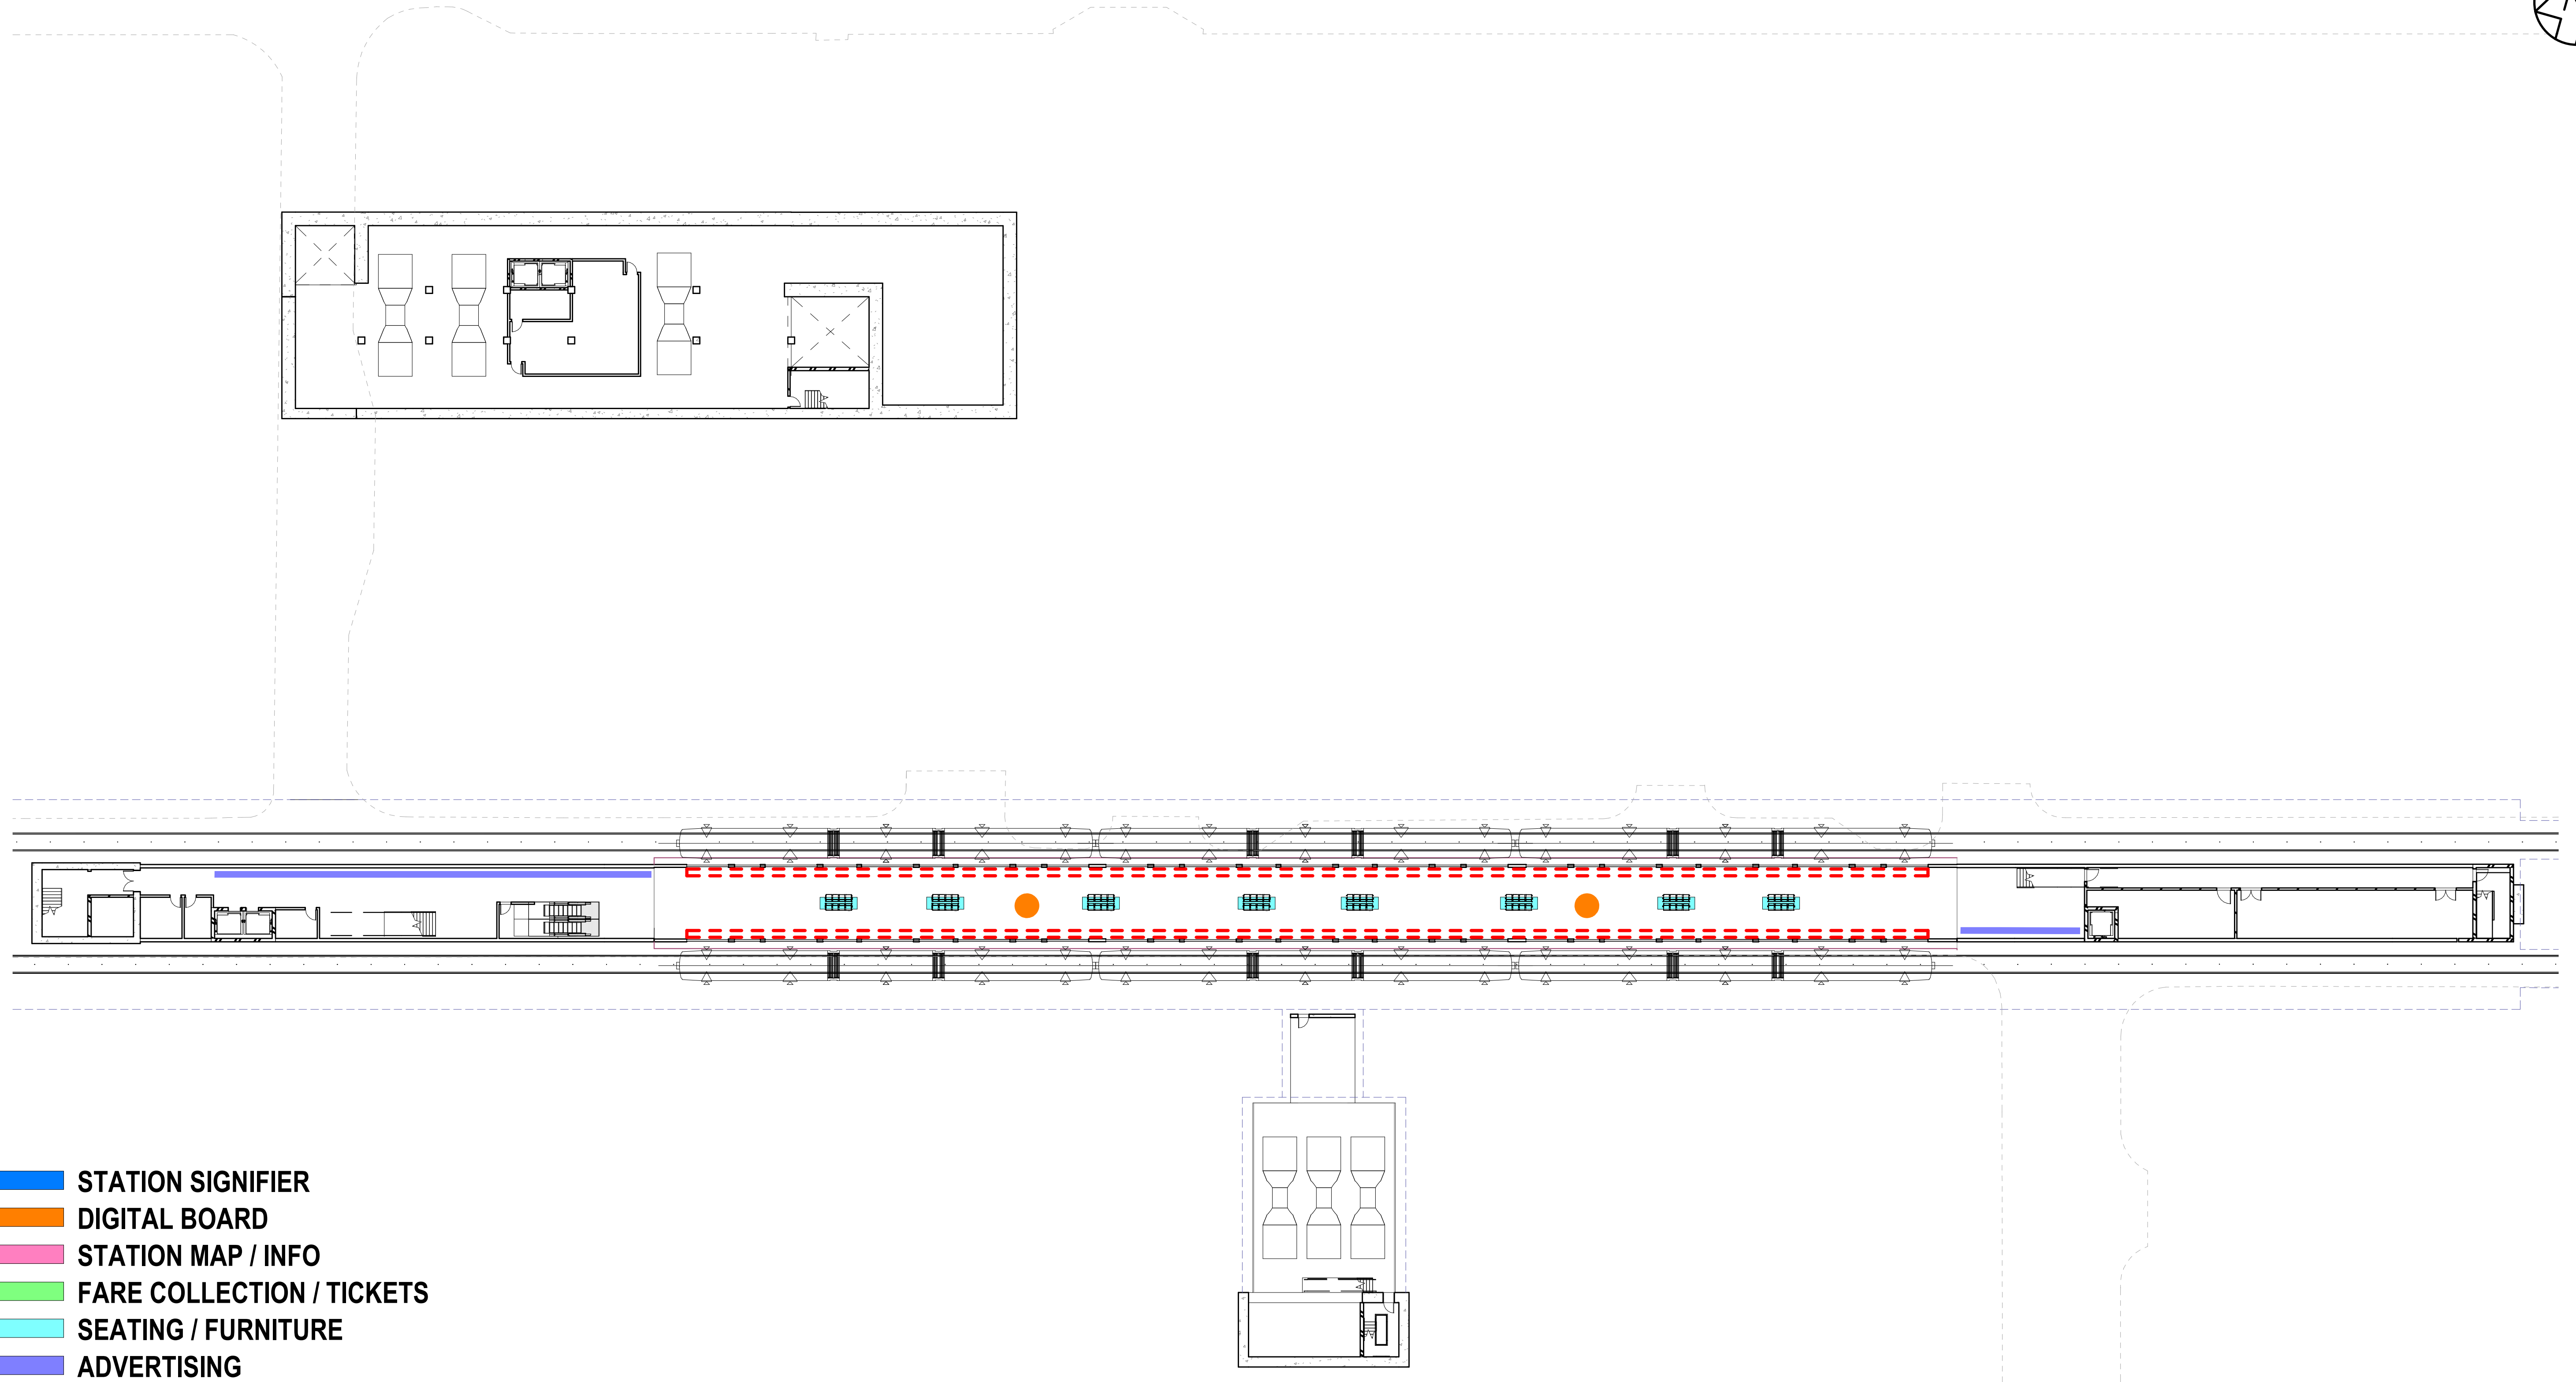 STATION SIGNIFIER
DIGITAL BOARD
STATION MAP / INFO
FARE COLLECTION / TICKETS
SEATING / FURNITURE
ADVERTISING